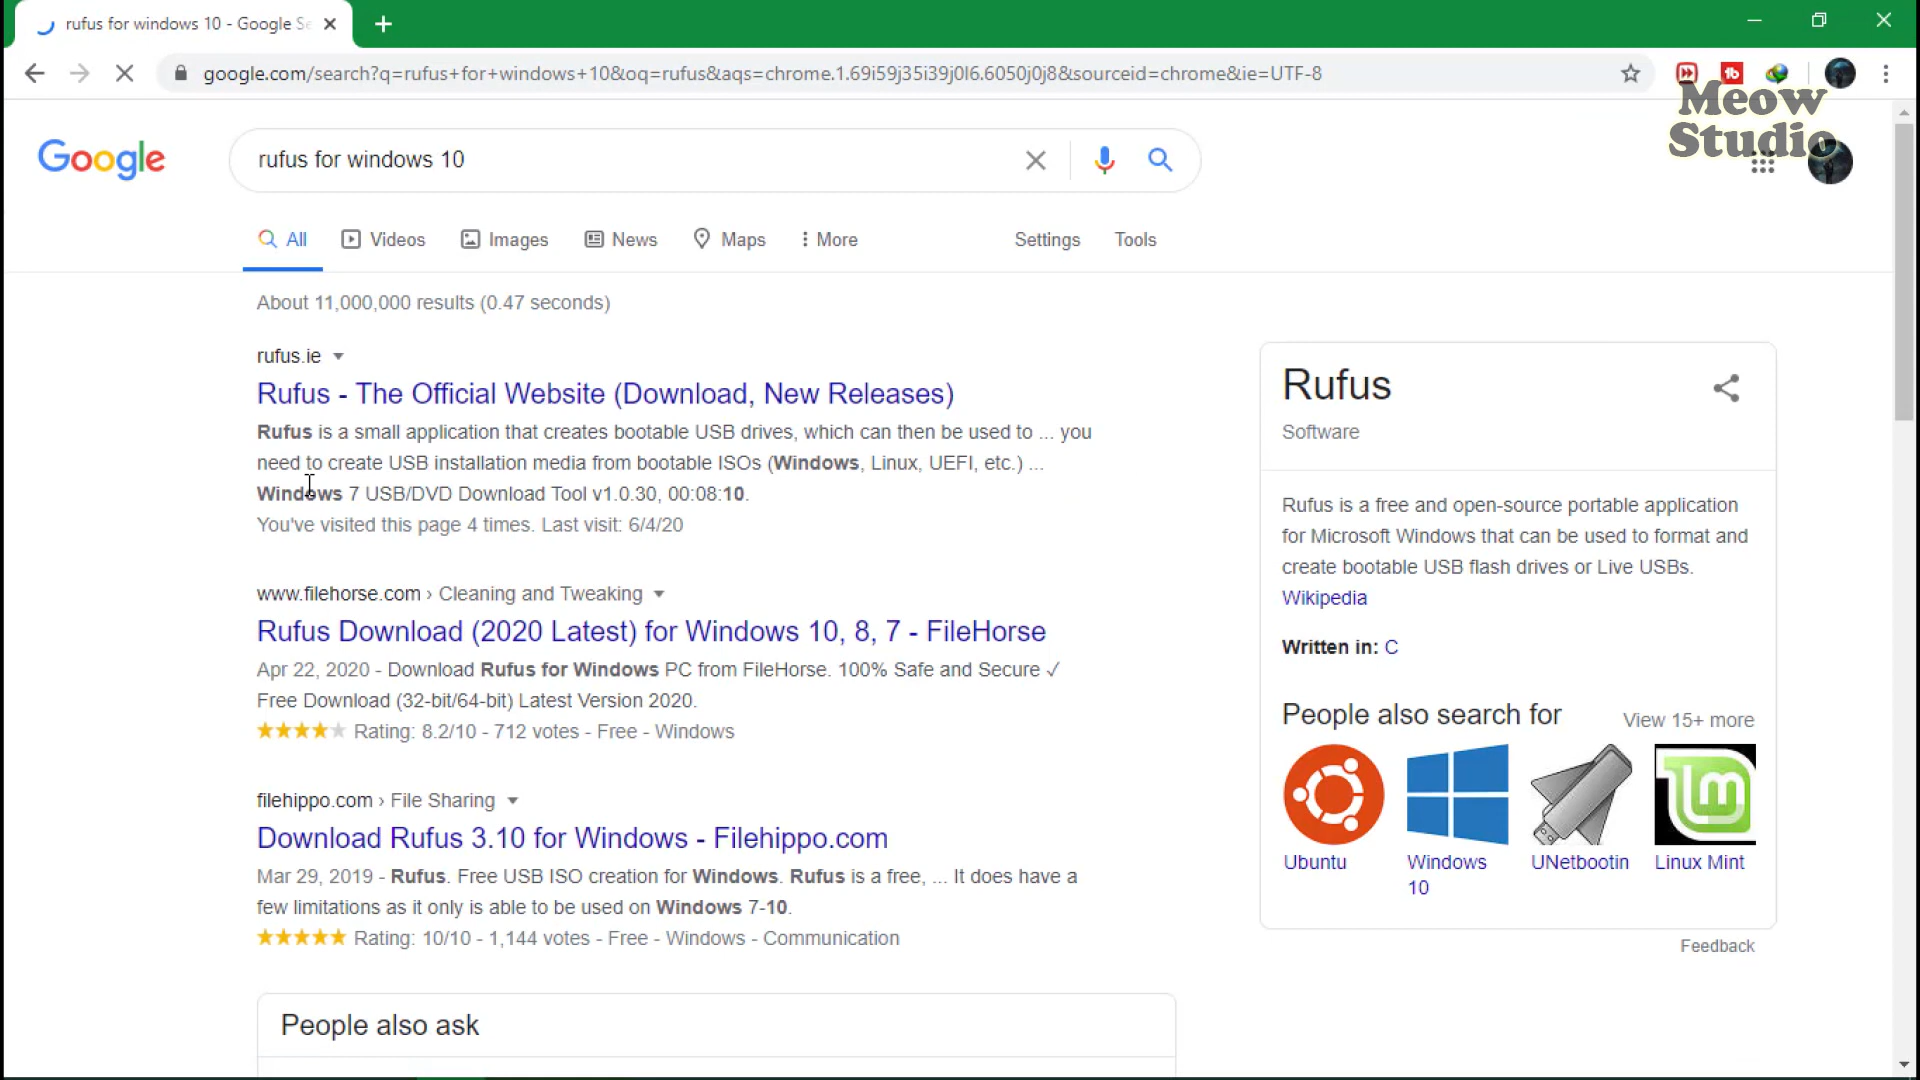 rufus for windows 10 - Google Se
google.com/search?q=rufus+for+windows+10&oq=rufus&aqs=chrome.1.69i59j35i39j0l6.6050j0j8&sourceid=chrome&ie=UTF-8
Meow
Studio
Google
rufus for windows 10
All Videos Images News Maps More Settings Tools
About 11,000,000 results (0.47 seconds)
rufus.ie
Rufus - The Official Website (Download, New Releases)
Rufus is a small application that creates bootable USB drives, which can then be used to ... you
need to create USB installation media from bootable ISOs (Windows, Linux, UEFI, etc.) ...
Windows 7 USB/DVD Download Tool v1.0.30, 00:08:10.
You've visited this page 4 times. Last visit: 6/4/20
www.filehorse.com › Cleaning and Tweaking
Rufus Download (2020 Latest) for Windows 10, 8, 7 - FileHorse
Apr 22, 2020 - Download Rufus for Windows PC from FileHorse. 100% Safe and Secure ✓
Free Download (32-bit/64-bit) Latest Version 2020.
Rating: 8.2/10 - 712 votes - Free - Windows
filehippo.com › File Sharing
Download Rufus 3.10 for Windows - Filehippo.com
Mar 29, 2019 - Rufus. Free USB ISO creation for Windows. Rufus is a free, ... It does have a
few limitations as it only is able to be used on Windows 7-10.
Rating: 10/10 - 1,144 votes - Free - Windows - Communication
People also ask
Rufus
Software
Rufus is a free and open-source portable application
for Microsoft Windows that can be used to format and
create bootable USB flash drives or Live USBs.
Wikipedia
Written in: C
People also search for View 15+ more
Ubuntu Windows UNetbootin Linux Mint
10
Feedback